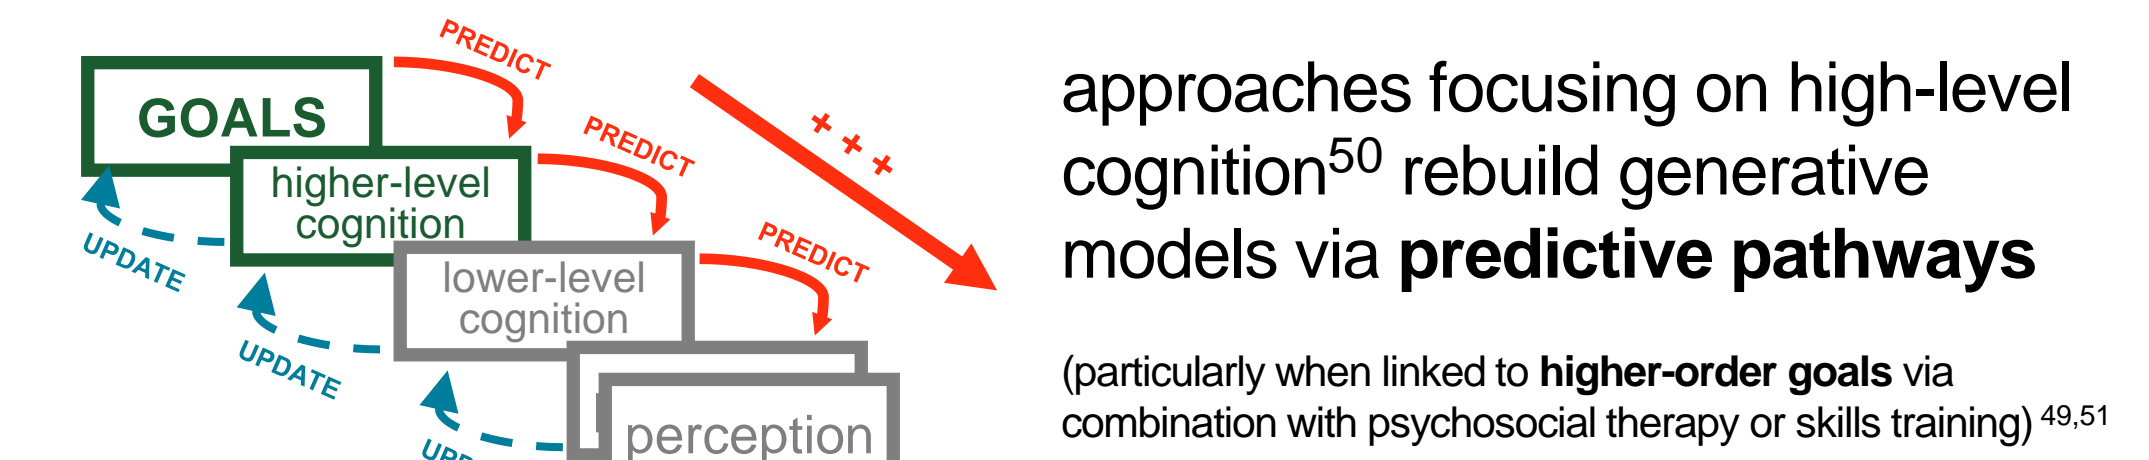 PREDICT
GOALS
PREDICT
higher-level
cognition
UPDATE
PREDICT
lower-level
cognition
UPDATE
perception
+ + +
approaches focusing on high-level
cognition50 rebuild generative
models via predictive pathways
(particularly when linked to higher-order goals via
combination with psychosocial therapy or skills training) 49,51